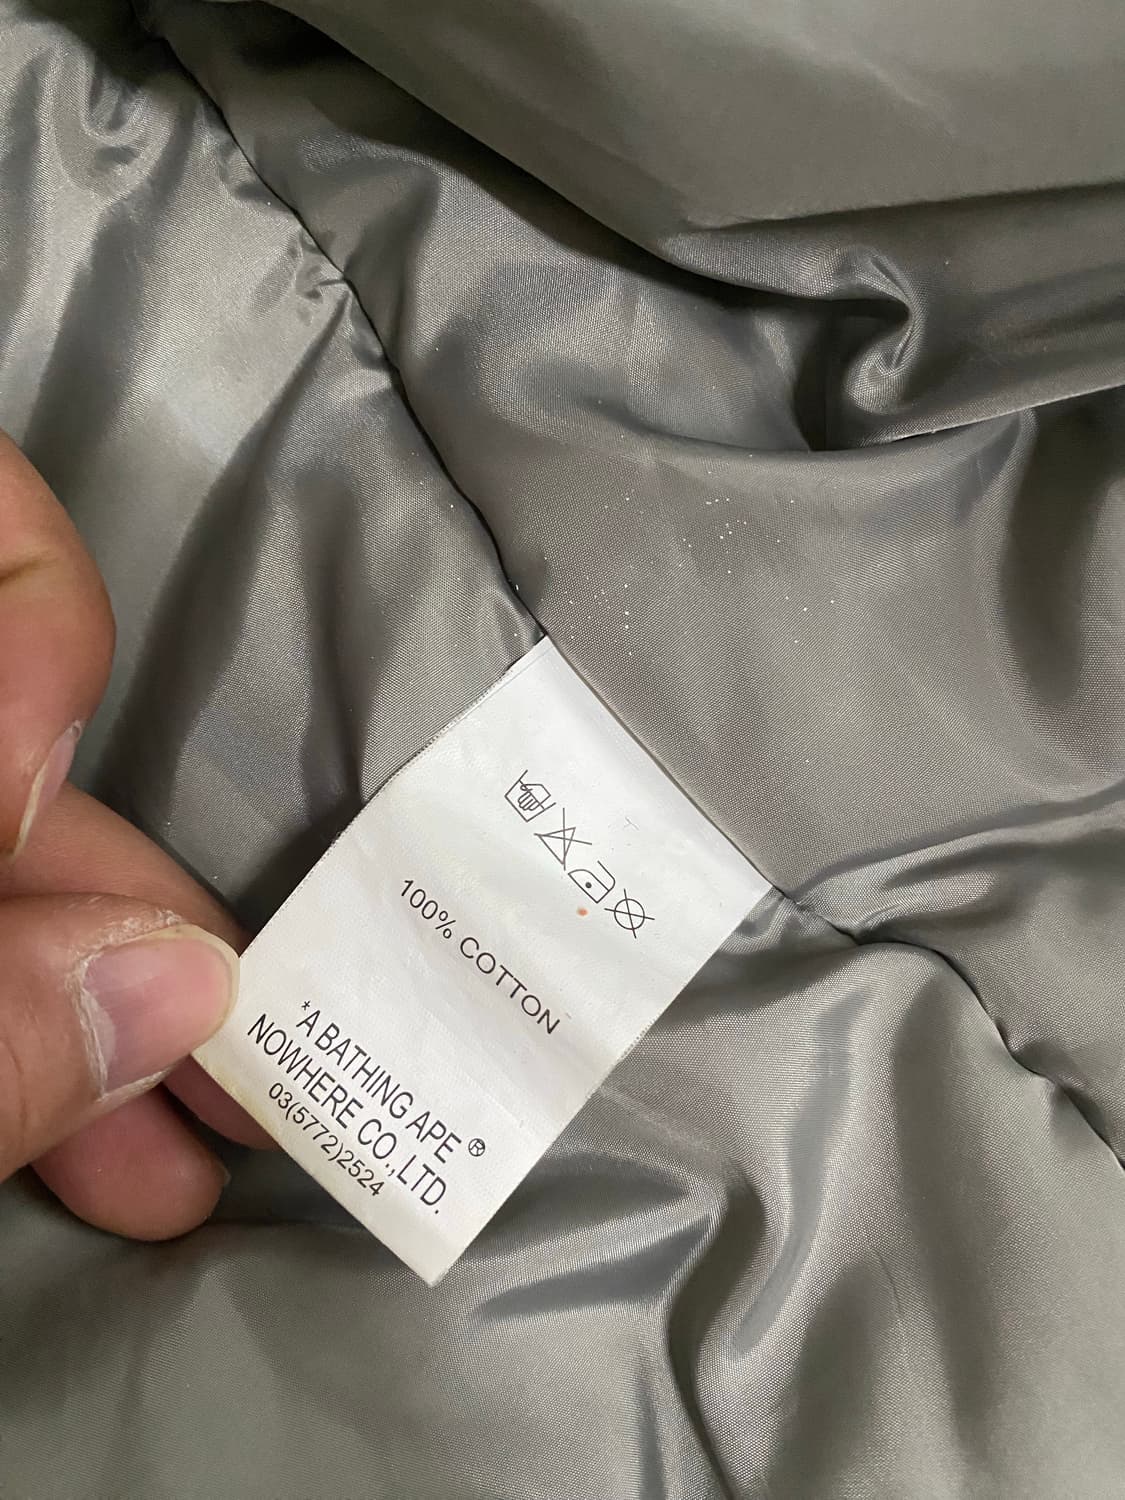 100% COTTON
*A BATHING APE ®
NOWHERE CO.,LTD.
03(5772)2524